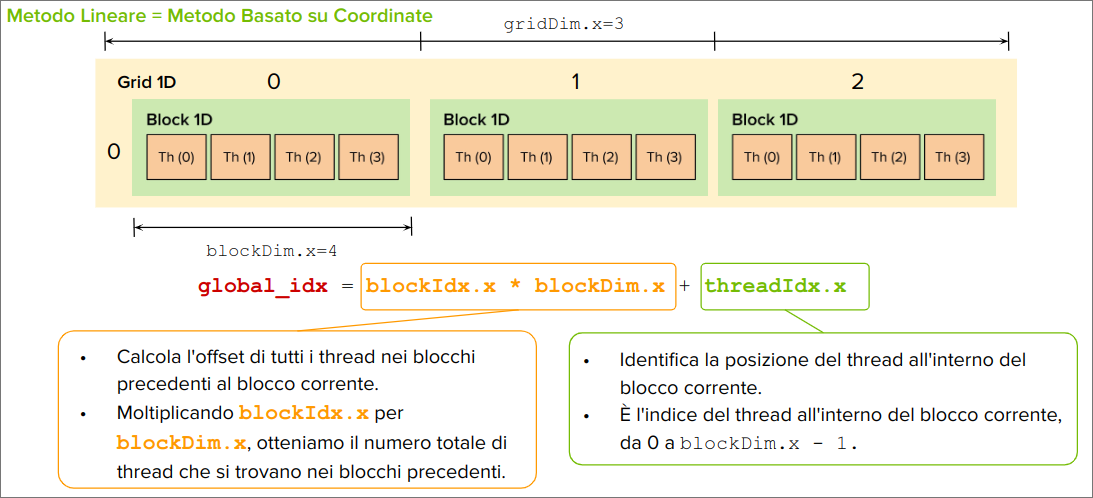 Metodo Lineare = Metodo Basato su Coordinate
gridDim.x=3
Grid 1D 0 1 2
Block 1D Block 1D Block 1D
0 Th (0) Th (1) Th (2) Th (3) Th (0) Th (1) Th (2) Th (3) Th (0) Th (1) Th (2) Th (3)
blockDim.x=4
global_idx = blockIdx.x * blockDim.x + threadIdx.x
• Calcola l'offset di tutti i thread nei blocchi
precedenti al blocco corrente.
• Moltiplicando blockIdx.x per
blockDim.x, otteniamo il numero totale di
thread che si trovano nei blocchi precedenti.
• Identifica la posizione del thread all'interno del
blocco corrente.
• È l'indice del thread all'interno del blocco corrente,
da 0 a blockDim.x - 1.